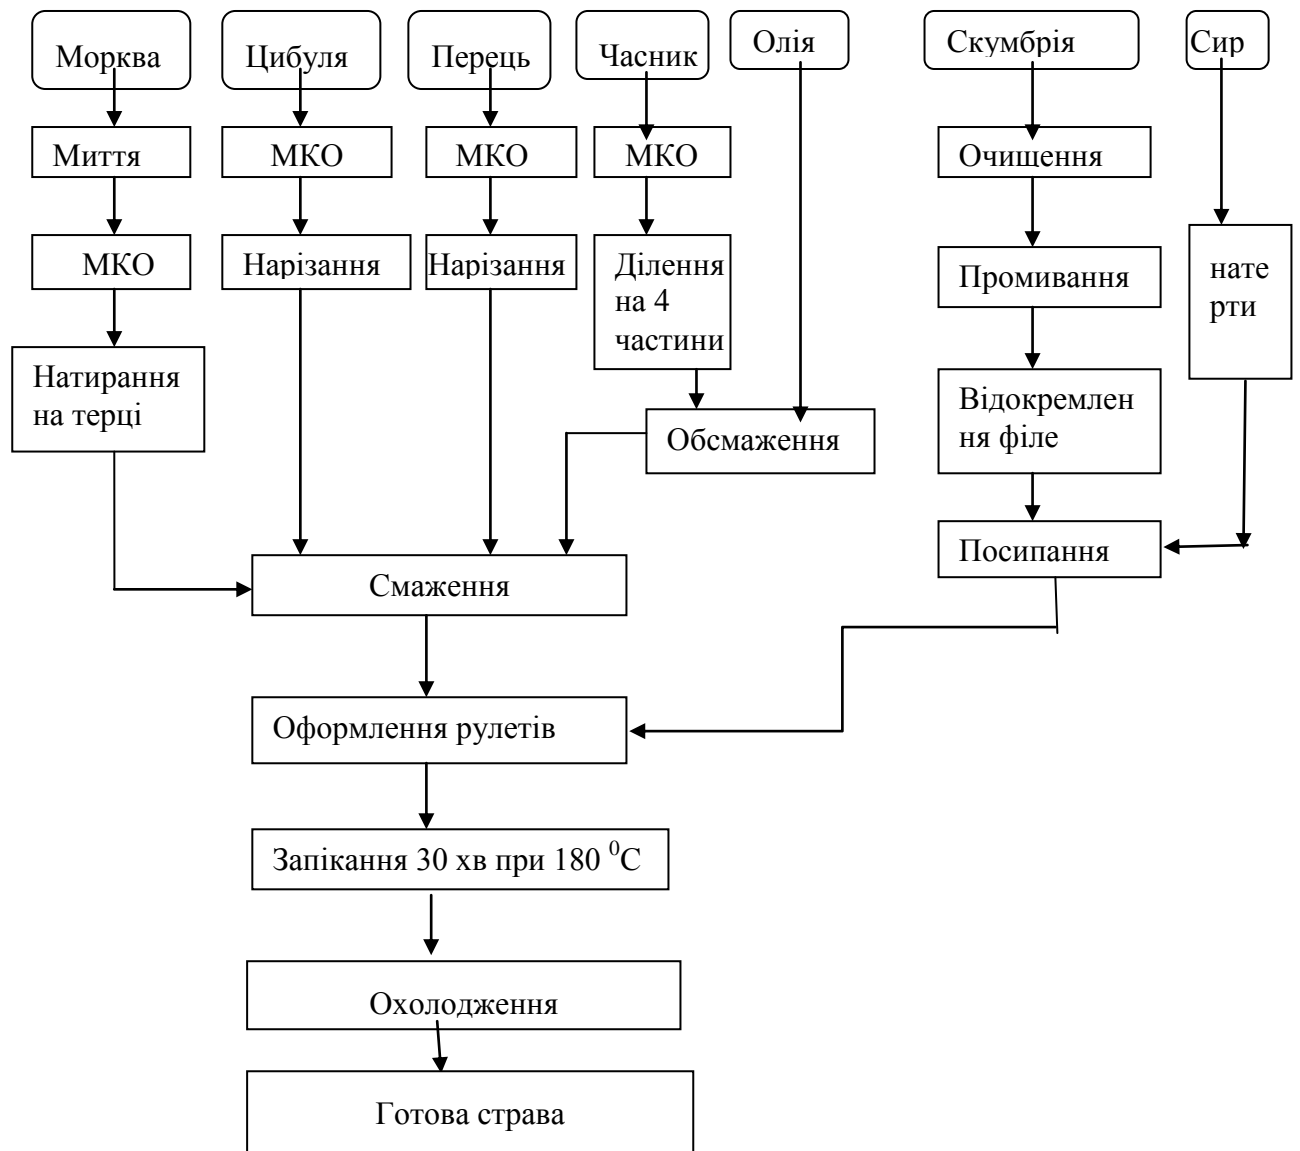 Морква
Цибуля
Перець
Часник
Олія
Скумбрія
Сир
Миття
МКО
МКО
МКО
Очищення
МКО
Нарізання
Нарізання
Ділення
на 4
частини
Промивання
нате
рти
Натирання
на терці
Відокремлен
ня філе
Обсмаження
Посипання
Смаження
Оформлення рулетів
Запікання 30 хв при 180 ⁰С
Охолодження
Готова страва